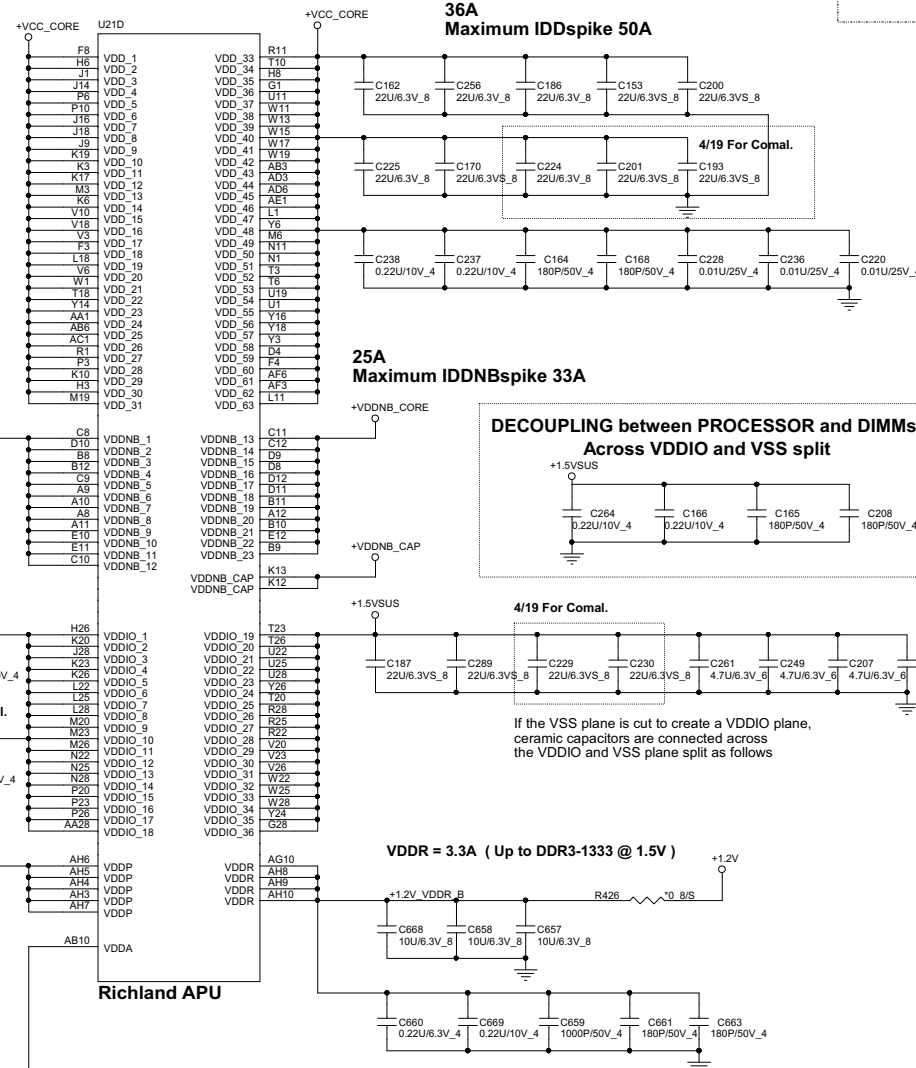 36A
Maximum IDDspike 50A
+VCC_CORE
U21D
+VCC_CORE
F8 VDD_1 VDD_33 R11
H6 VDD_2 VDD_34 T10
J1 VDD_3 VDD_35 H8
J14 VDD_4 VDD_36 G1
P6 VDD_5 VDD_37 U11
P10 VDD_6 VDD_38 W11
J16 VDD_7 VDD_39 W13
J18 VDD_8 VDD_40 W15
J9 VDD_9 VDD_41 W17
K19 VDD_10 VDD_42 W19
K3 VDD_11 VDD_43 AB3
K17 VDD_12 VDD_44 AD3
M3 VDD_13 VDD_45 AD6
K6 VDD_14 VDD_46 AE1
V10 VDD_15 VDD_47 L1
V18 VDD_16 VDD_48 Y6
V3 VDD_17 VDD_49 M6
F3 VDD_18 VDD_50 N11
L18 VDD_19 VDD_51 N1
V6 VDD_20 VDD_52 T3
W1 VDD_21 VDD_53 T6
T18 VDD_22 VDD_54 U19
Y14 VDD_23 VDD_55 U1
AA1 VDD_24 VDD_56 Y16
AB6 VDD_25 VDD_57 Y18
AC1 VDD_26 VDD_58 Y3
R1 VDD_27 VDD_59 D4
P3 VDD_28 VDD_60 F4
K10 VDD_29 VDD_61 AF6
H3 VDD_30 VDD_62 AF3
M19 VDD_31 VDD_63 L11
C162 C256 C186 C153 C200
22U/6.3V_8 22U/6.3V_8 22U/6.3V_8 22U/6.3VS_8 22U/6.3VS_8
4/19 For Comal.
C225 C170 C224 C201 C193
22U/6.3V_8 22U/6.3VS_8 22U/6.3V_8 22U/6.3VS_8 22U/6.3VS_8
C238 C237 C164 C168 C228 C236 C220
0.22U/10V_4 0.22U/10V_4 180P/50V_4 180P/50V_4 0.01U/25V_4 0.01U/25V_4 0.01U/25V_4
25A
Maximum IDDNBspike 33A
+VDDNB_CORE
C8 VDDNB_1 VDDNB_13 C11
D10 VDDNB_2 VDDNB_14 C12
B8 VDDNB_3 VDDNB_15 D9
B12 VDDNB_4 VDDNB_16 D8
C9 VDDNB_5 VDDNB_17 D12
A9 VDDNB_6 VDDNB_18 D11
A10 VDDNB_7 VDDNB_19 B11
A8 VDDNB_8 VDDNB_20 A12
A11 VDDNB_9 VDDNB_21 B10
E10 VDDNB_10 VDDNB_22 E12
E11 VDDNB_11 VDDNB_23 B9
C10 VDDNB_12
DECOUPLING between PROCESSOR and DIMMs
Across VDDIO and VSS split
+1.5VSUS
C264 C166 C165 C208
0.22U/10V_4 0.22U/10V_4 180P/50V_4 180P/50V_4
+VDDNB_CAP
VDDNB_CAP K13
VDDNB_CAP K12
+1.5VSUS
4/19 For Comal.
H26 VDDIO_1 VDDIO_19 T23
K20 VDDIO_2 VDDIO_20 T26
J28 VDDIO_3 VDDIO_21 U22
K23 VDDIO_4 VDDIO_22 U25
K26 VDDIO_5 VDDIO_23 U28
L22 VDDIO_6 VDDIO_24 Y26
L25 VDDIO_7 VDDIO_25 T20
L28 VDDIO_8 VDDIO_26 R28
M20 VDDIO_9 VDDIO_27 R25
M23 VDDIO_10 VDDIO_28 R22
M26 VDDIO_11 VDDIO_29 V20
N22 VDDIO_12 VDDIO_30 V23
N25 VDDIO_13 VDDIO_31 V26
N28 VDDIO_14 VDDIO_32 W22
P20 VDDIO_15 VDDIO_33 W25
P23 VDDIO_16 VDDIO_34 W28
P26 VDDIO_17 VDDIO_35 Y24
AA28 VDDIO_18 VDDIO_36 G28
C187 C289 C229 C230 C261 C249 C207
22U/6.3VS_8 22U/6.3VS_8 22U/6.3VS_8 22U/6.3VS_8 4.7U/6.3V_6 4.7U/6.3V_6 4.7U/6.3V_6
If the VSS plane is cut to create a VDDIO plane,
ceramic capacitors are connected across
the VDDIO and VSS plane split as follows
VDDR = 3.3A ( Up to DDR3-1333 @ 1.5V )
+1.2V
AH6 VDDP VDDR AG10
AH5 VDDP VDDR AH8
AH4 VDDP VDDR AH9
AH3 VDDP VDDR AH10
AH7 VDDP
+1.2V_VDDR_B R426 *0_8/S
C668 C658 C657
10U/6.3V_8 10U/6.3V_8 10U/6.3V_8
AB10 VDDA
Richland APU
C660 C669 C659 C661 C663
0.22U/6.3V_4 0.22U/10V_4 1000P/50V_4 180P/50V_4 180P/50V_4